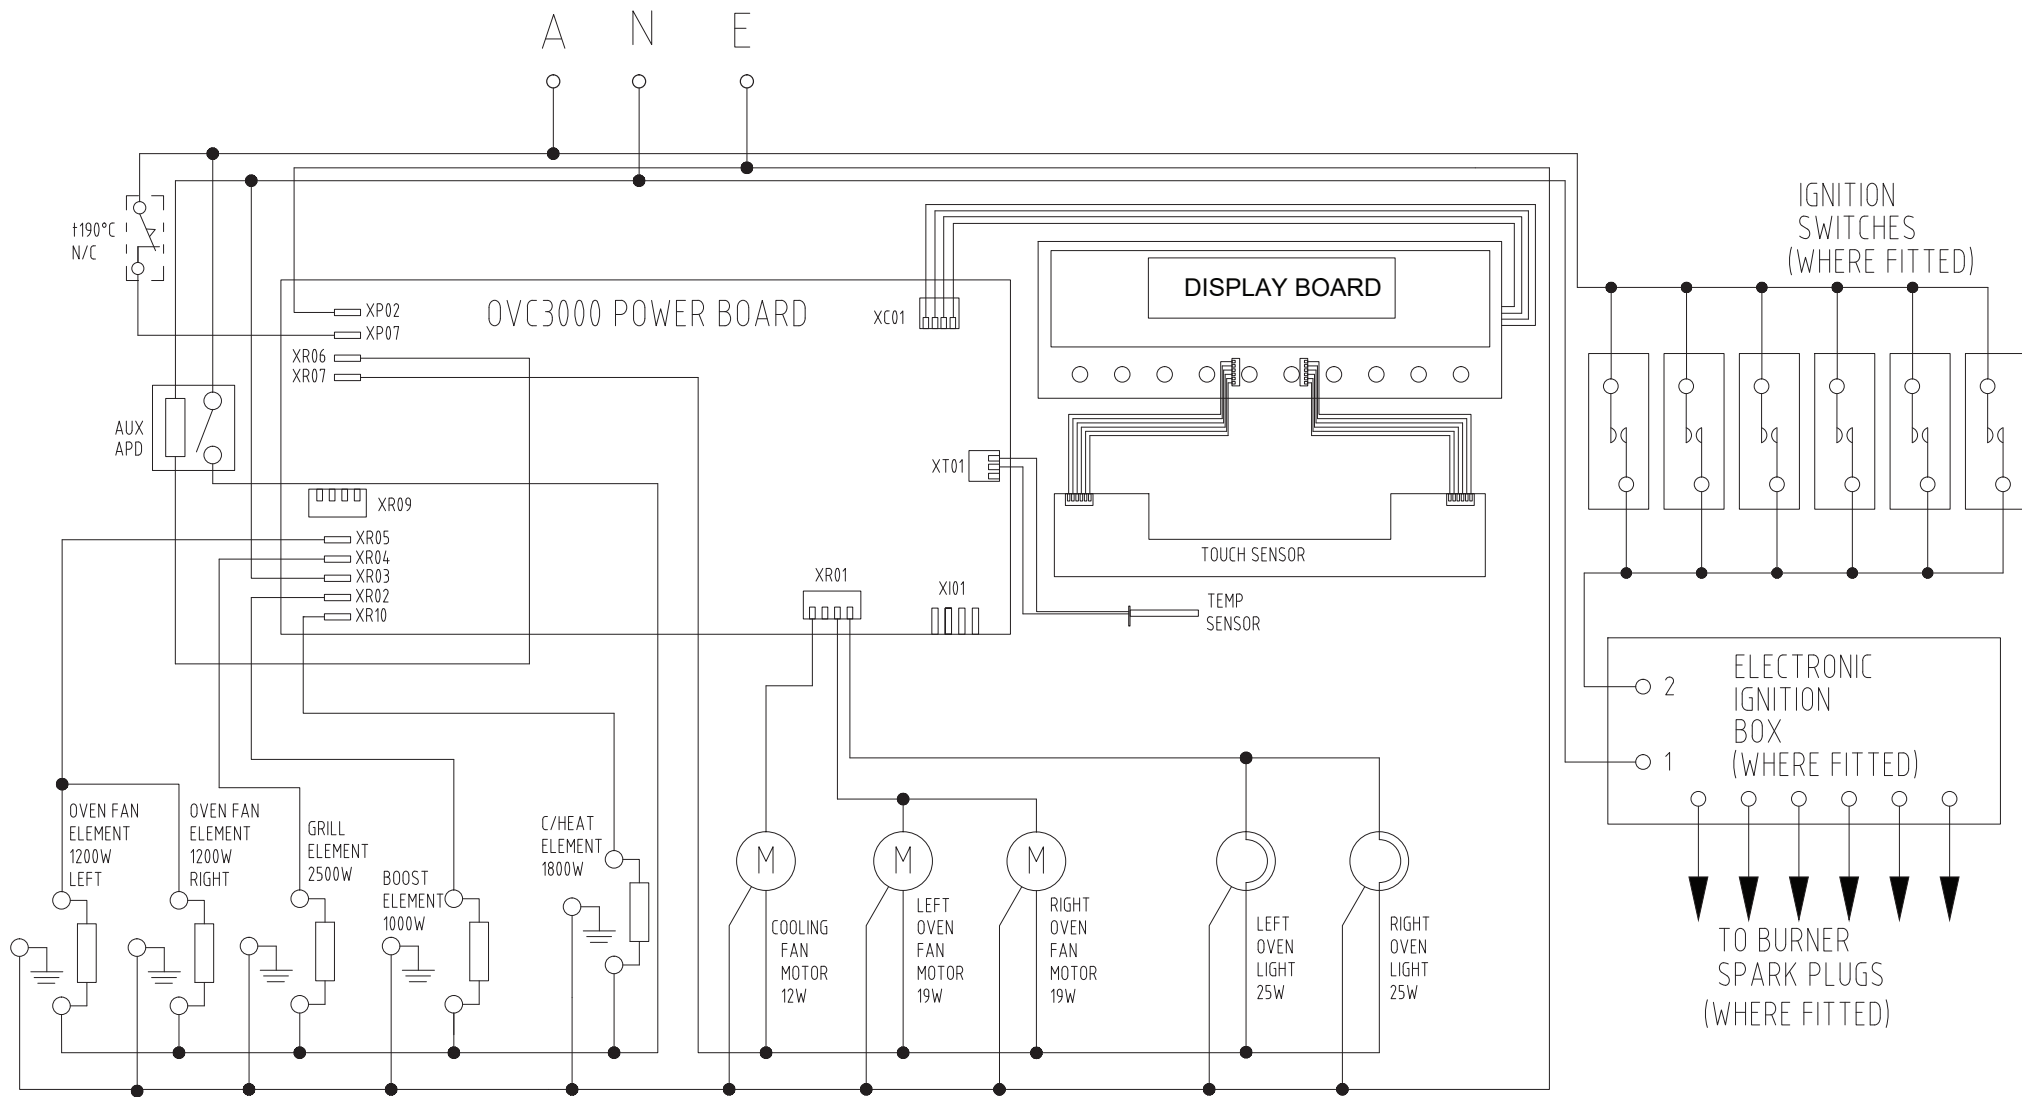 A N E
†190°C
N/C
IGNITION
SWITCHES
(WHERE FITTED)
OVC3000 POWER BOARD
XP02
XP07
XR06
XR07
XC01
DISPLAY BOARD
AUX
APD
XT01
XR09
XR05
XR04
XR03
XR02
XR10
XR01
XI01
TOUCH SENSOR
TEMP
SENSOR
ELECTRONIC
IGNITION
BOX
(WHERE FITTED)
2
1
OVEN FAN
ELEMENT
1200W
LEFT
OVEN FAN
ELEMENT
1200W
RIGHT
GRILL
ELEMENT
2500W
BOOST
ELEMENT
1000W
C/HEAT
ELEMENT
1800W
M
M
M
COOLING
FAN
MOTOR
12W
LEFT
OVEN
FAN
MOTOR
19W
RIGHT
OVEN
FAN
MOTOR
19W
LEFT
OVEN
LIGHT
25W
RIGHT
OVEN
LIGHT
25W
TO BURNER
SPARK PLUGS
(WHERE FITTED)